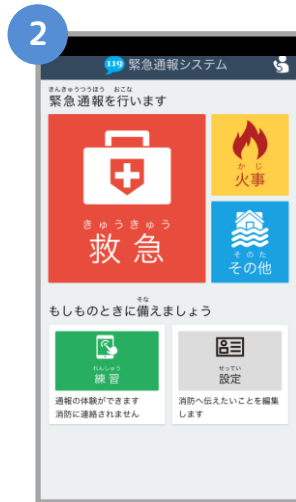 2
119 緊急通報システム
きんきゅうつうほう おこな
緊急通報を行います
きゅうきゅう
救急
かじ
火事
そのた
その他
そな
もしものときに備えましょう
れんしゅう
練習
通報の体験ができます
消防に連絡されません
せってい
設定
消防へ伝えたいことを編集
します